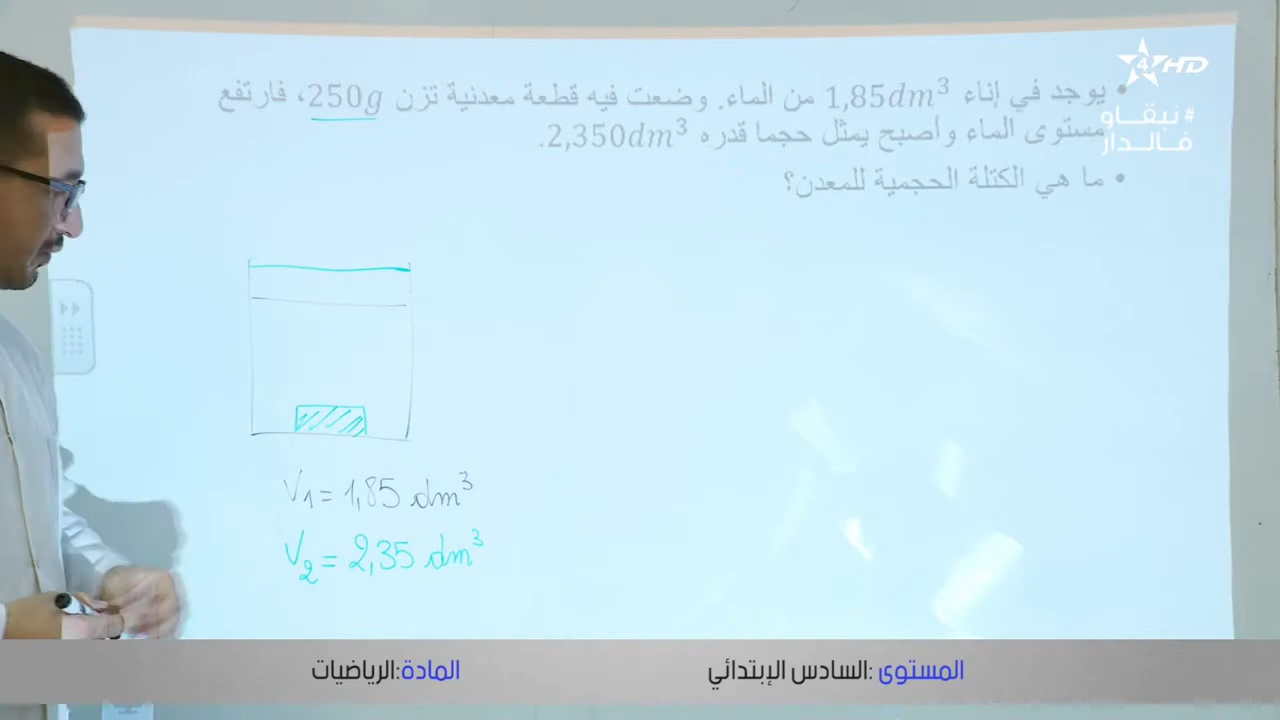 • يوجد في إناء 1,85dm³ من الماء. وضعت فيه قطعة معدنية تزن 250g، فارتفع
مستوى الماء وأصبح يمثل حجما قدره 2,350dm³.
• ما هي الكتلة الحجمية للمعدن؟
4 HD
# نبقاو
فالدار
V₁ = 1,85 dm³
V₂ = 2,35 dm³
المستوى :السادس الإبتدائي
المادة:الرياضيات